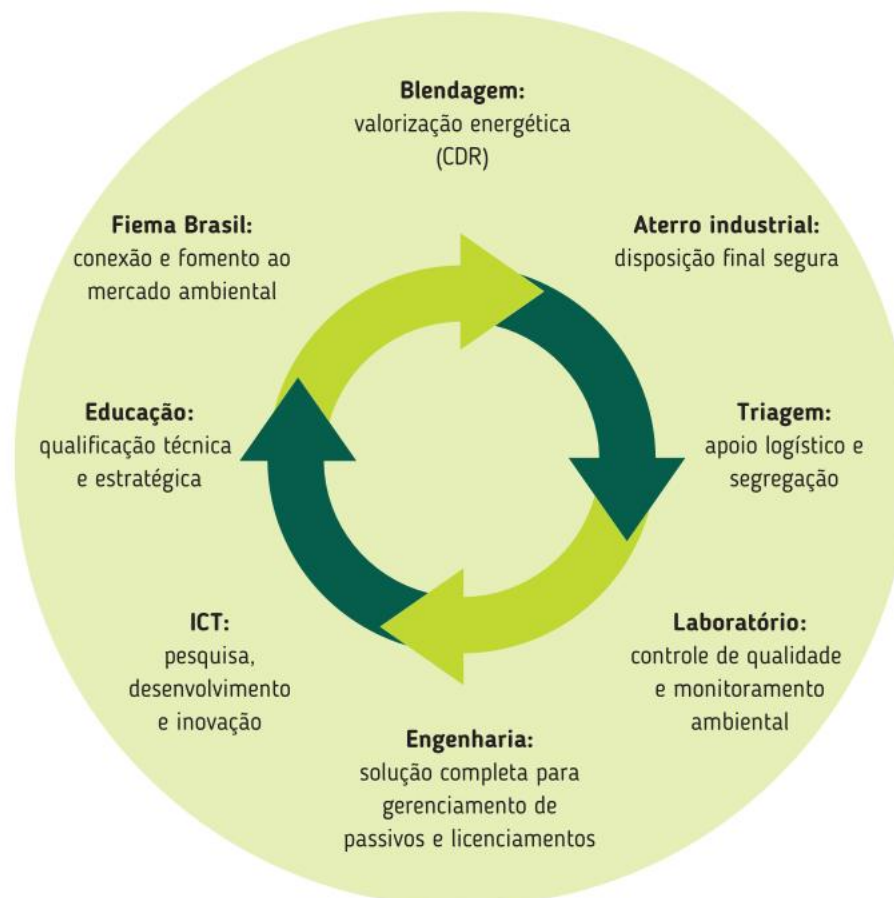 Blendagem:
valorização energética
(CDR)
Aterro industrial:
disposição final segura
Triagem:
apoio logístico e
segregação
Laboratório:
controle de qualidade
e monitoramento
ambiental
Engenharia:
solução completa para
gerenciamento de
passivos e licenciamentos
ICT:
pesquisa,
desenvolvimento
e inovação
Educação:
qualificação técnica
e estratégica
Fiema Brasil:
conexão e fomento ao
mercado ambiental